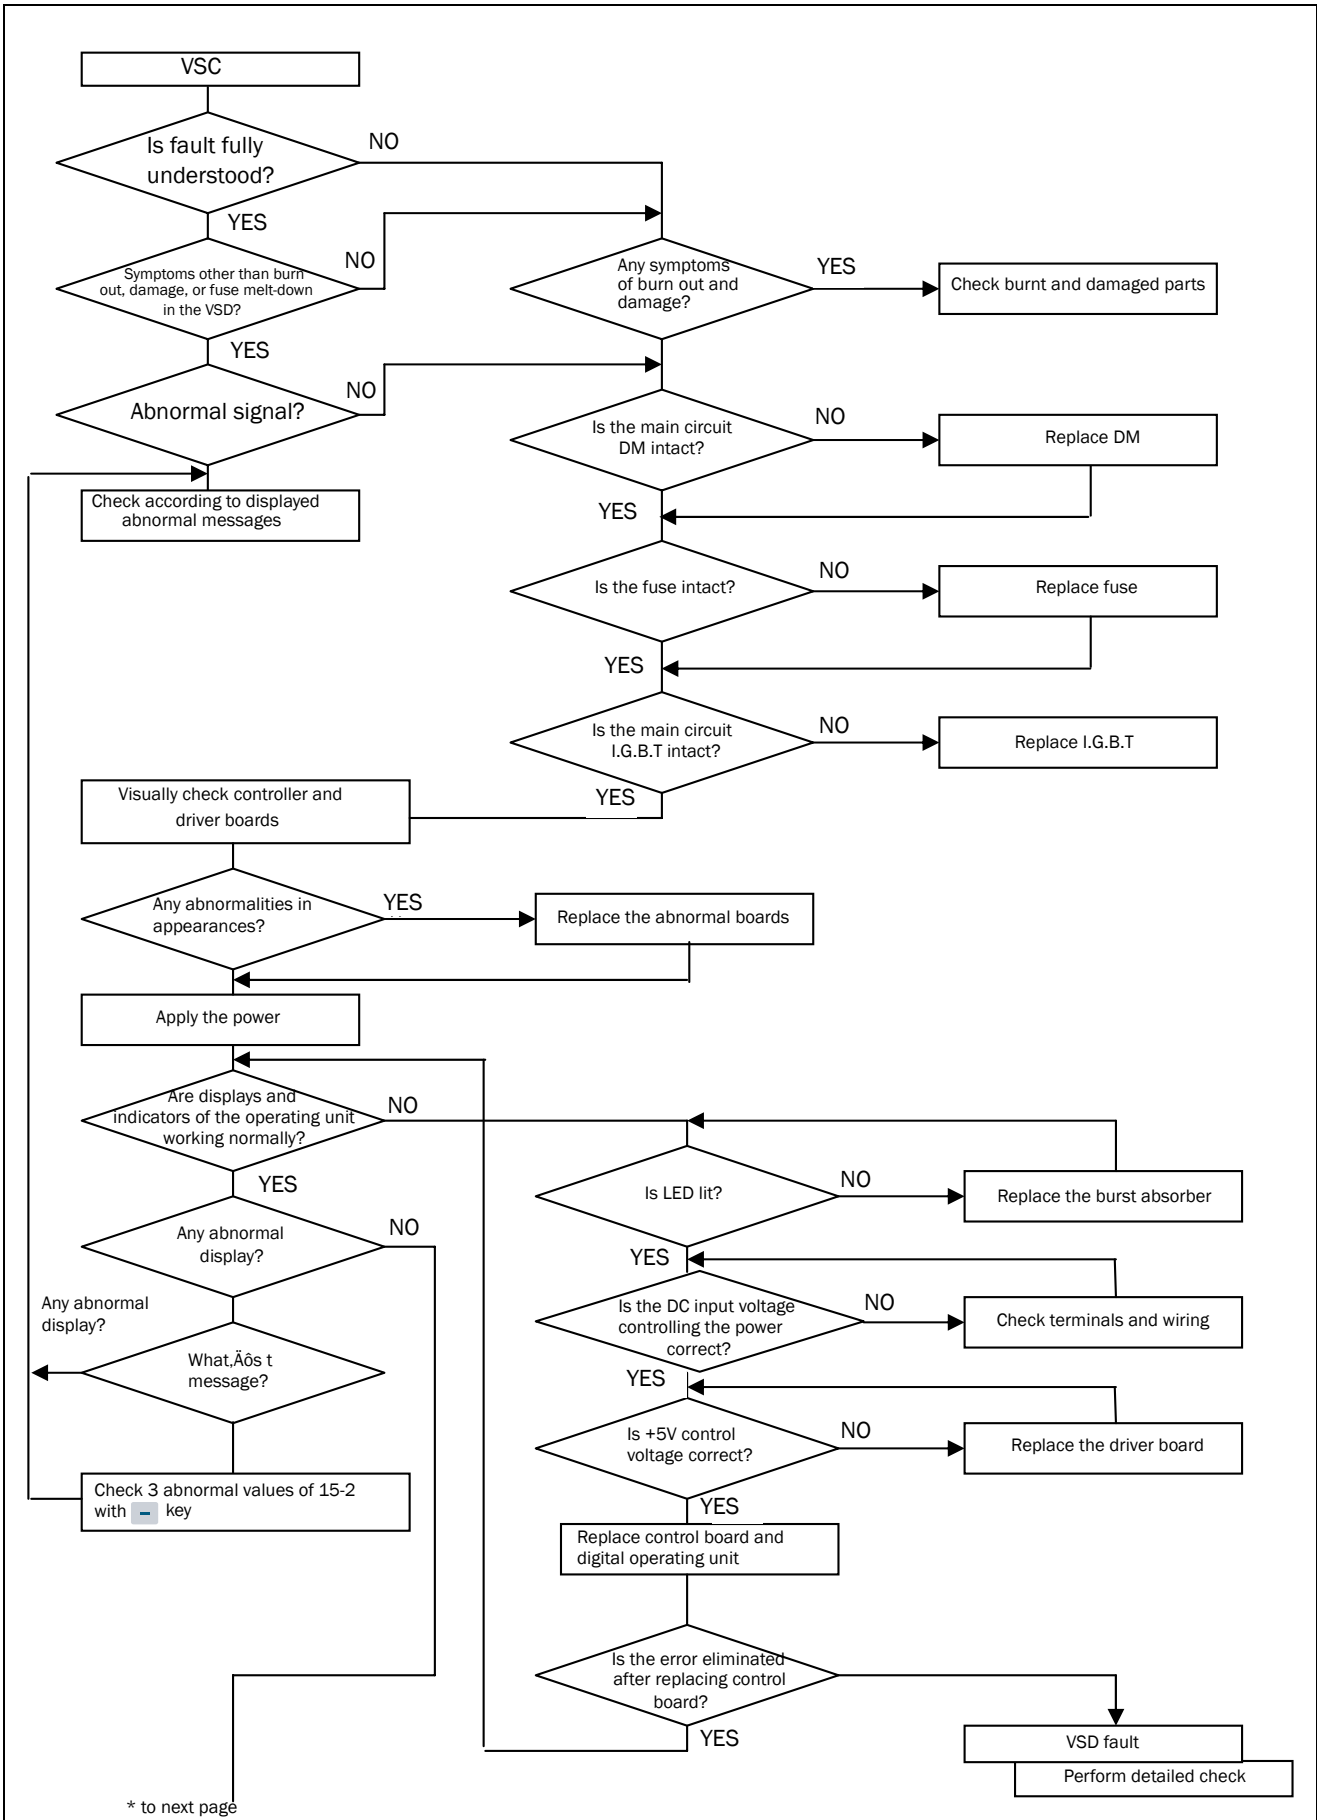 VSC
Is fault fully
understood?
NO
YES
Symptoms other than burn
out, damage, or fuse melt-down
in the VSD?
NO
YES
Abnormal signal?
NO
Check according to displayed
abnormal messages
Any symptoms
of burn out and
damage?
YES
Check burnt and damaged parts
Is the main circuit
DM intact?
NO
Replace DM
YES
Is the fuse intact?
NO
Replace fuse
YES
Is the main circuit
I.G.B.T intact?
NO
Replace I.G.B.T
YES
Visually check controller and
driver boards
Any abnormalities in
appearances?
YES
Replace the abnormal boards
Apply the power
Are displays and
indicators of the operating unit
working normally?
NO
YES
Any abnormal
display?
NO
Any abnormal
display?
What‚Äôs t
message?
Check 3 abnormal values of 15-2
with – key
Is LED lit?
NO
Replace the burst absorber
YES
Is the DC input voltage
controlling the power
correct?
NO
Check terminals and wiring
YES
Is +5V control
voltage correct?
NO
Replace the driver board
YES
Replace control board and
digital operating unit
Is the error eliminated
after replacing control
board?
YES
VSD fault
Perform detailed check
* to next page